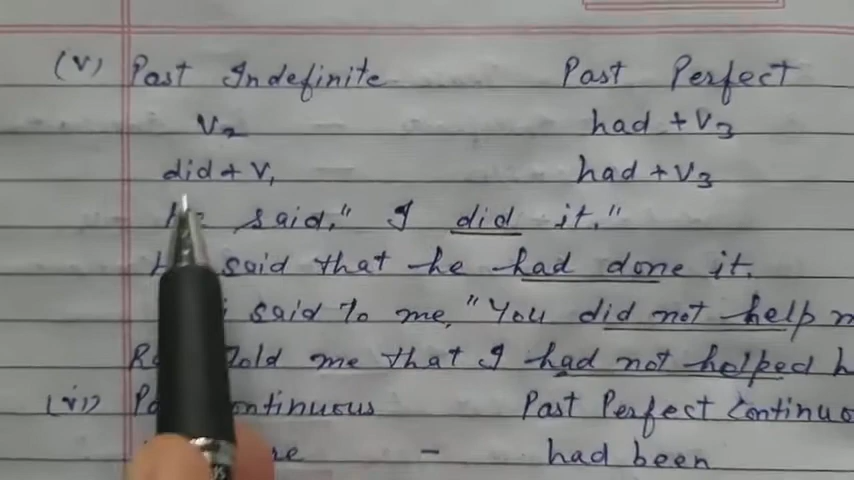 (v) Past Indefinite Past Perfect
V2 had + V3
did + V1 had + V3
said," I did it."
said that he had done it.
said to me, "You did not help
told me that I had not helped
(vi) Continuous Past Perfect
- had been